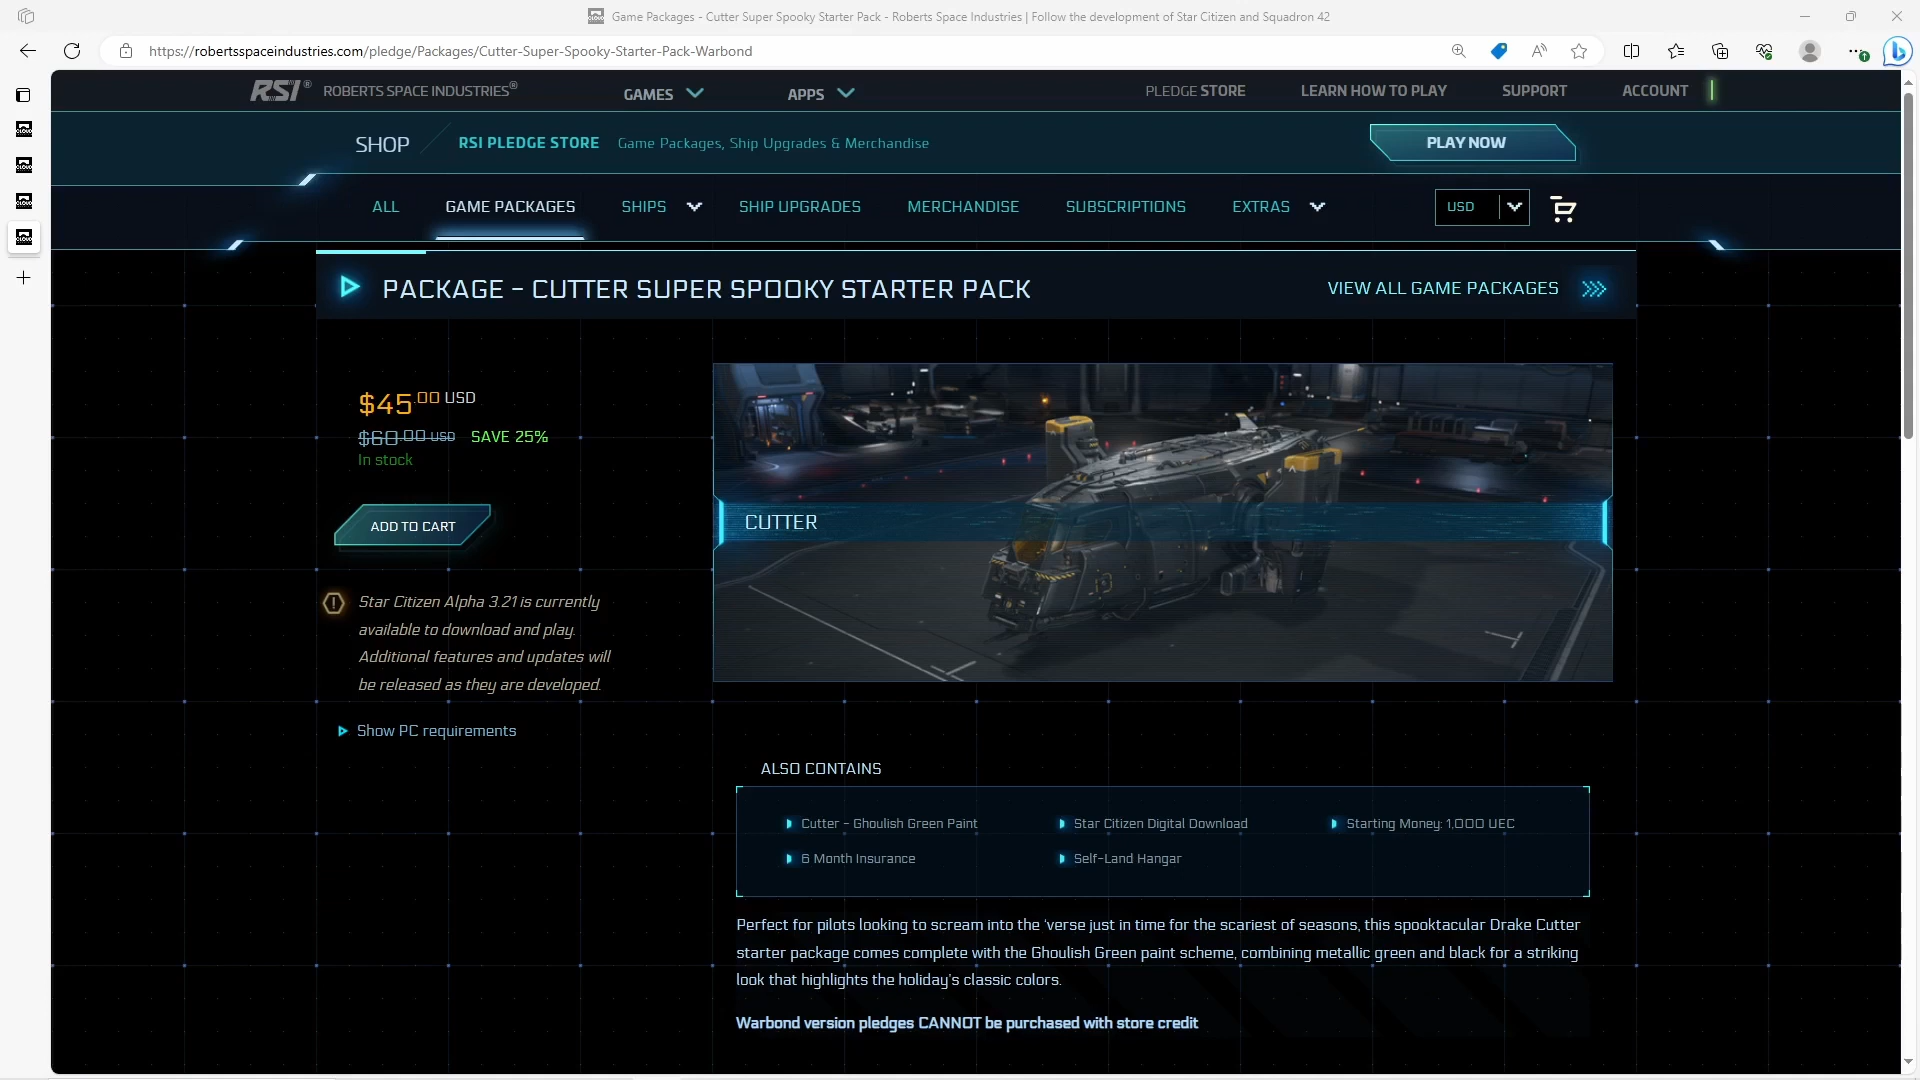 Game Packages - Cutter Super Spooky Starter Pack - Roberts Space Industries | Follow the development of Star Citizen and Squadron 42
https://robertsspaceindustries.com/pledge/Packages/Cutter-Super-Spooky-Starter-Pack-Warbond
RSI® ROBERTS SPACE INDUSTRIES® GAMES APPS PLEDGE STORE LEARN HOW TO PLAY SUPPORT ACCOUNT
SHOP RSI PLEDGE STORE Game Packages, Ship Upgrades & Merchandise PLAY NOW
ALL GAME PACKAGES SHIPS SHIP UPGRADES MERCHANDISE SUBSCRIPTIONS EXTRAS USD
PACKAGE - CUTTER SUPER SPOOKY STARTER PACK VIEW ALL GAME PACKAGES
$45.00 USD
$60.00 USD SAVE 25%
In stock
ADD TO CART
CUTTER
Star Citizen Alpha 3.21 is currently
available to download and play.
Additional features and updates will
be released as they are developed.
Show PC requirements
ALSO CONTAINS
Cutter - Ghoulish Green Paint Star Citizen Digital Download Starting Money: 1,000 UEC
6 Month Insurance Self-Land Hangar
Perfect for pilots looking to scream into the 'verse just in time for the scariest of seasons, this spooktacular Drake Cutter
starter package comes complete with the Ghoulish Green paint scheme, combining metallic green and black for a striking
look that highlights the holiday's classic colors.
Warbond version pledges CANNOT be purchased with store credit